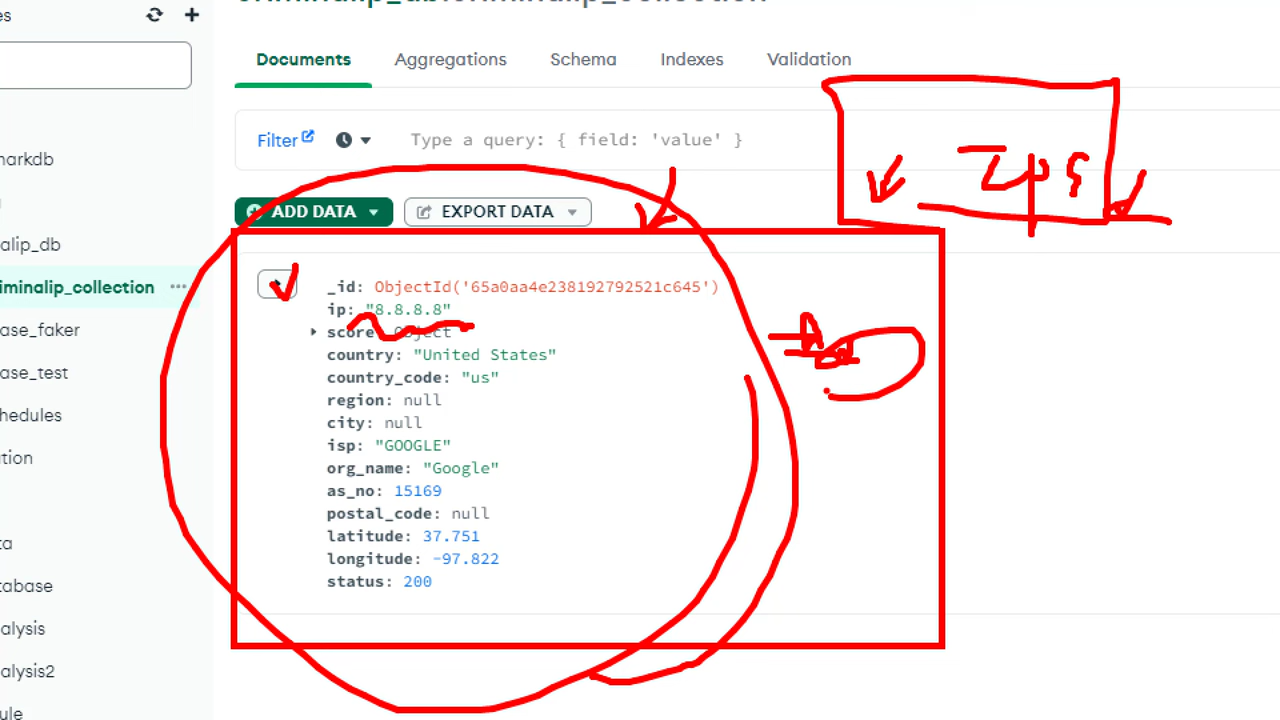 es
Documents Aggregations Schema Indexes Validation
Filter Type a query: { field: 'value' }
narkdb
ADD DATA EXPORT DATA
alip_db
iminalip_collection
ase_faker
ase_test
hedules
tion
ta
tabase
alysis
alysis2
ule
_id: ObjectId('65a0aa4e238192792521c645')
ip: "8.8.8.8"
score Object
country: "United States"
country_code: "us"
region: null
city: null
isp: "GOOGLE"
org_name: "Google"
as_no: 15169
postal_code: null
latitude: 37.751
longitude: -97.822
status: 200